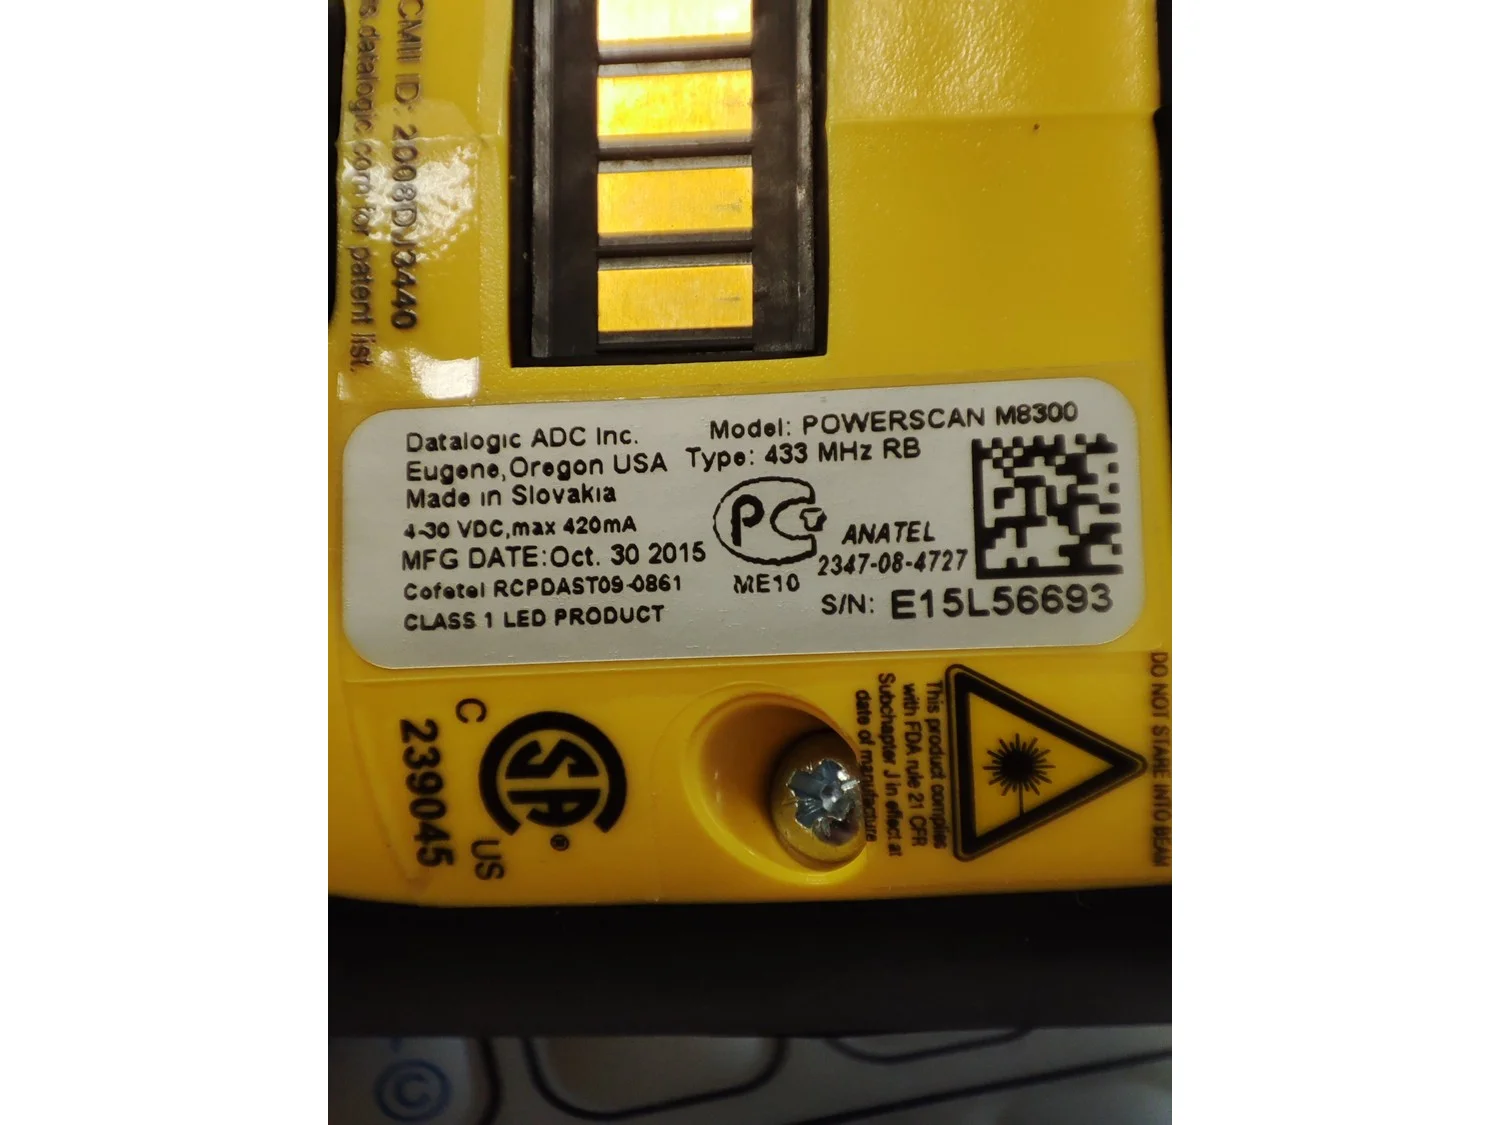 CMII ID: 2008DJ3440
s.datalogic.com for patent list.
Datalogic ADC Inc.
Model: POWERSCAN M8300
Eugene,Oregon USA
Type: 433 MHz RB
Made in Slovakia
4-30 VDC,max 420mA
MFG DATE:Oct. 30 2015
Cofetel RCPDAST09-0861
CLASS 1 LED PRODUCT
PC
ME10
ANATEL
2347-08-4727
S/N: E15L56693
C
SA
®
US
239045
This product complies
with FDA rule 21 CFR
Subchapter J in effect at
date of manufacture
DO NOT STARE INTO BEAM
©